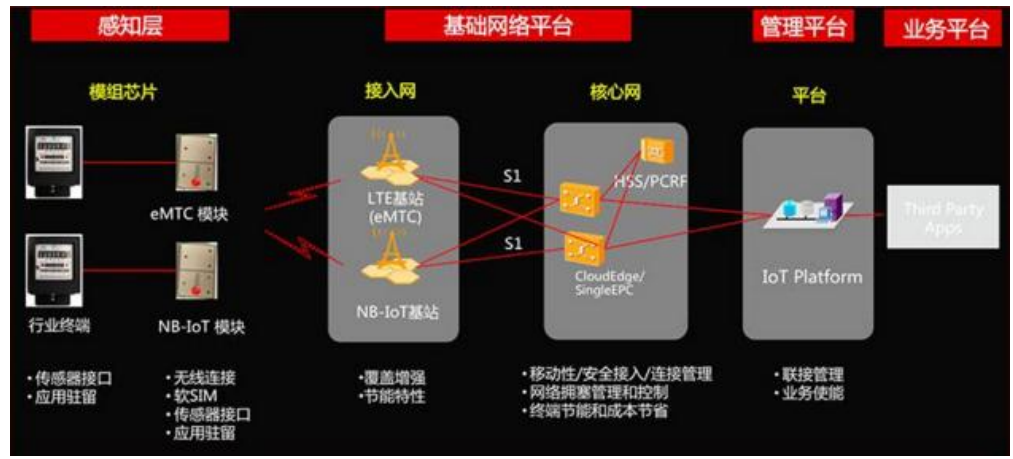 感知层
基础网络平台
管理平台
业务平台
模组芯片
接入网
核心网
平台
eMTC 模块
NB-IoT 模块
行业终端
LTE基站
(eMTC)
NB-IoT基站
S1
S1
HSS/PCRF
CloudEdge/
SingleEPC
IoT Platform
Third Party
Apps
•传感器接口
•应用驻留
•无线连接
•软SIM
•传感器接口
•应用驻留
•覆盖增强
•节能特性
•移动性/安全接入/连接管理
•网络拥塞管理和控制
•终端节能和成本节省
•联接管理
•业务使能